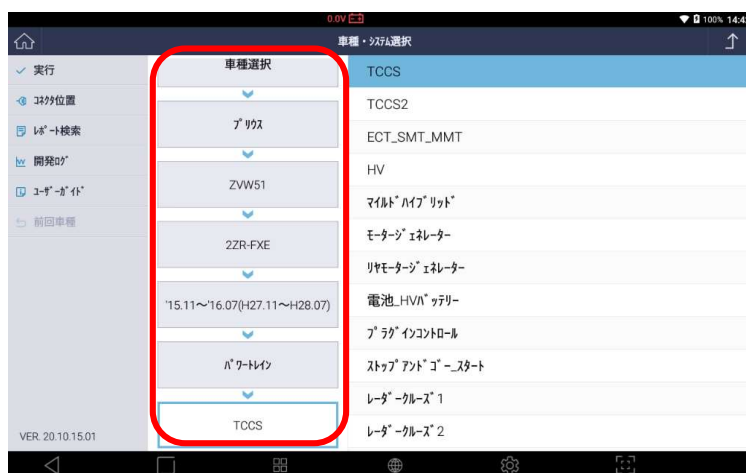 0.0V
100% 14:4
車種・ｼｽﾃﾑ選択
実行
ｺﾈｸﾀ位置
ﾚﾎﾟｰﾄ検索
開発ﾛｸﾞ
ﾕｰｻﾞｰｶﾞｲﾄﾞ
前回車種
VER. 20.10.15.01
車種選択
ﾌﾟﾘｳｽ
ZVW51
2ZR-FXE
'15.11～'16.07(H27.11～H28.07)
ﾊﾟﾜｰﾄﾚｲﾝ
TCCS
TCCS
TCCS2
ECT_SMT_MMT
HV
ﾏｲﾙﾄﾞﾊｲﾌﾞﾘｯﾄﾞ
ﾓｰﾀｰｼﾞｪﾈﾚｰﾀｰ
ﾘﾔﾓｰﾀｰｼﾞｪﾈﾚｰﾀｰ
電池_HVﾊﾞｯﾃﾘｰ
ﾌﾟﾗｸﾞｲﾝｺﾝﾄﾛｰﾙ
ｽﾄｯﾌﾟｱﾝﾄﾞｺﾞｰ_ｽﾀｰﾄ
ﾚｰﾀﾞｰｸﾙｰｽﾞ1
ﾚｰﾀﾞｰｸﾙｰｽﾞ2